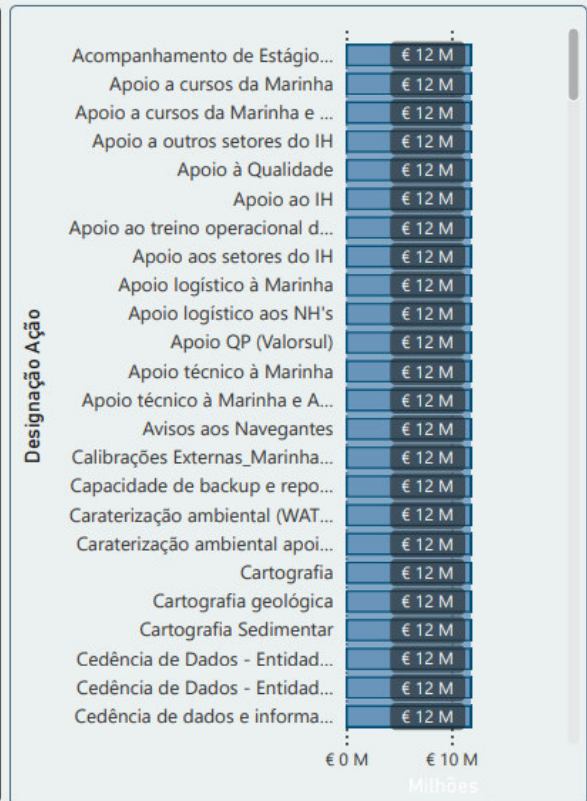 Designação Ação
Acompanhamento de Estágio... € 12 M
Apoio a cursos da Marinha € 12 M
Apoio a cursos da Marinha e ... € 12 M
Apoio a outros setores do IH € 12 M
Apoio à Qualidade € 12 M
Apoio ao IH € 12 M
Apoio ao treino operacional d... € 12 M
Apoio aos setores do IH € 12 M
Apoio logístico à Marinha € 12 M
Apoio logístico aos NH's € 12 M
Apoio QP (Valorsul) € 12 M
Apoio técnico à Marinha € 12 M
Apoio técnico à Marinha e A... € 12 M
Avisos aos Navegantes € 12 M
Calibrações Externas_Marinha... € 12 M
Capacidade de backup e repo... € 12 M
Caraterização ambiental (WAT... € 12 M
Caraterização ambiental apoi... € 12 M
Cartografia € 12 M
Cartografia geológica € 12 M
Cartografia Sedimentar € 12 M
Cedência de Dados - Entidad... € 12 M
Cedência de Dados - Entidad... € 12 M
Cedência de dados e informa... € 12 M
€ 0 M € 10 M
Milhões